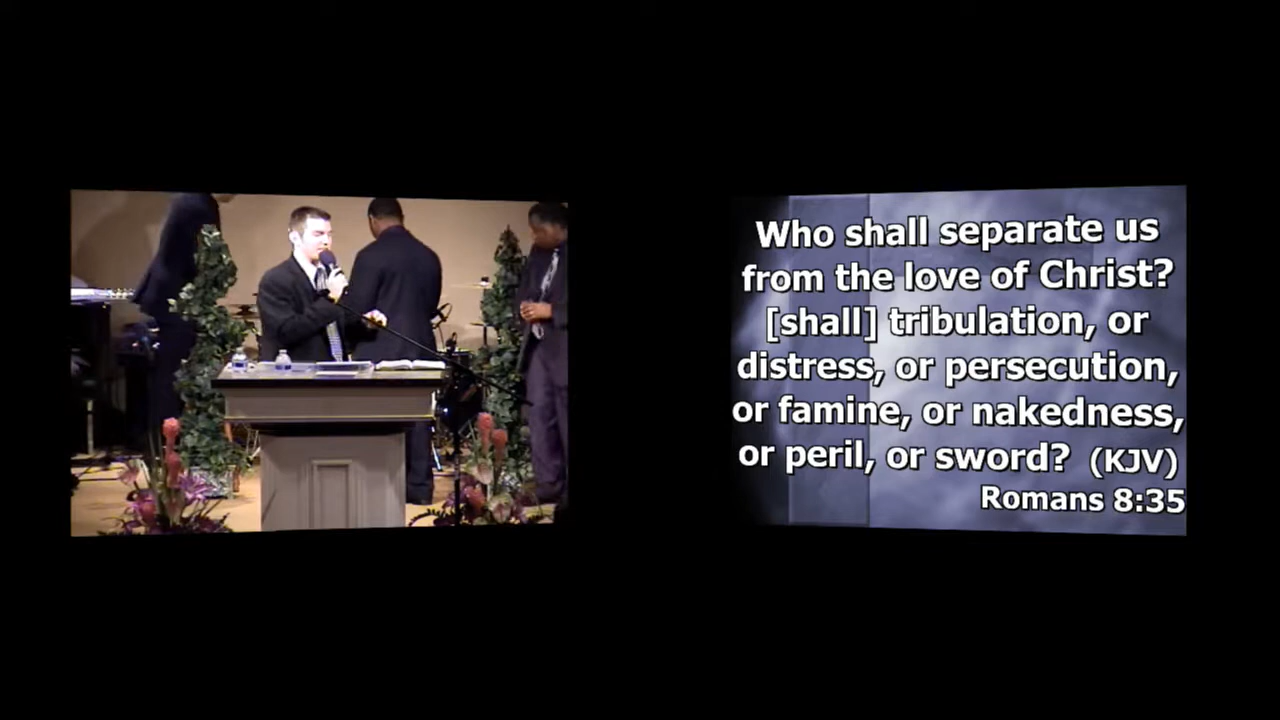 Who shall separate us
from the love of Christ?
[shall] tribulation, or
distress, or persecution,
or famine, or nakedness,
or peril, or sword? (KJV)
Romans 8:35